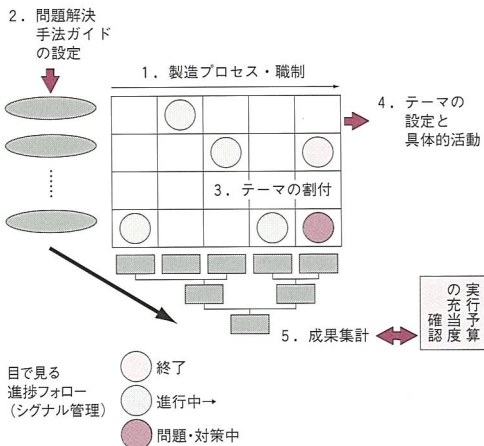 2．問題解決
手法ガイド
の設定
1．製造プロセス・職制
4．テーマの
設定と
具体的活動
3．テーマの割付
5．成果集計
実行予算
の充当度
確認
目で見る
進捗フォロー
（シグナル管理）
終了
進行中→
問題・対策中